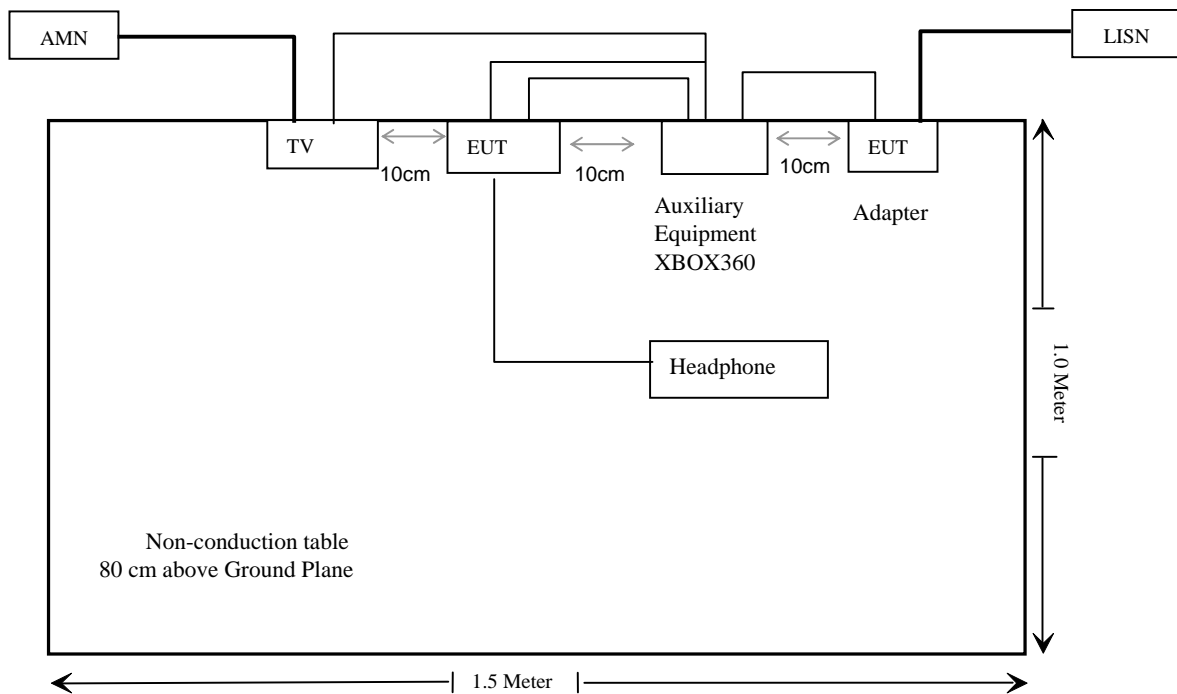 AMN
LISN
TV
EUT
EUT
10cm
10cm
10cm
Auxiliary
Equipment
XBOX360
Adapter
Headphone
1.0 Meter
Non-conduction table
80 cm above Ground Plane
1.5 Meter